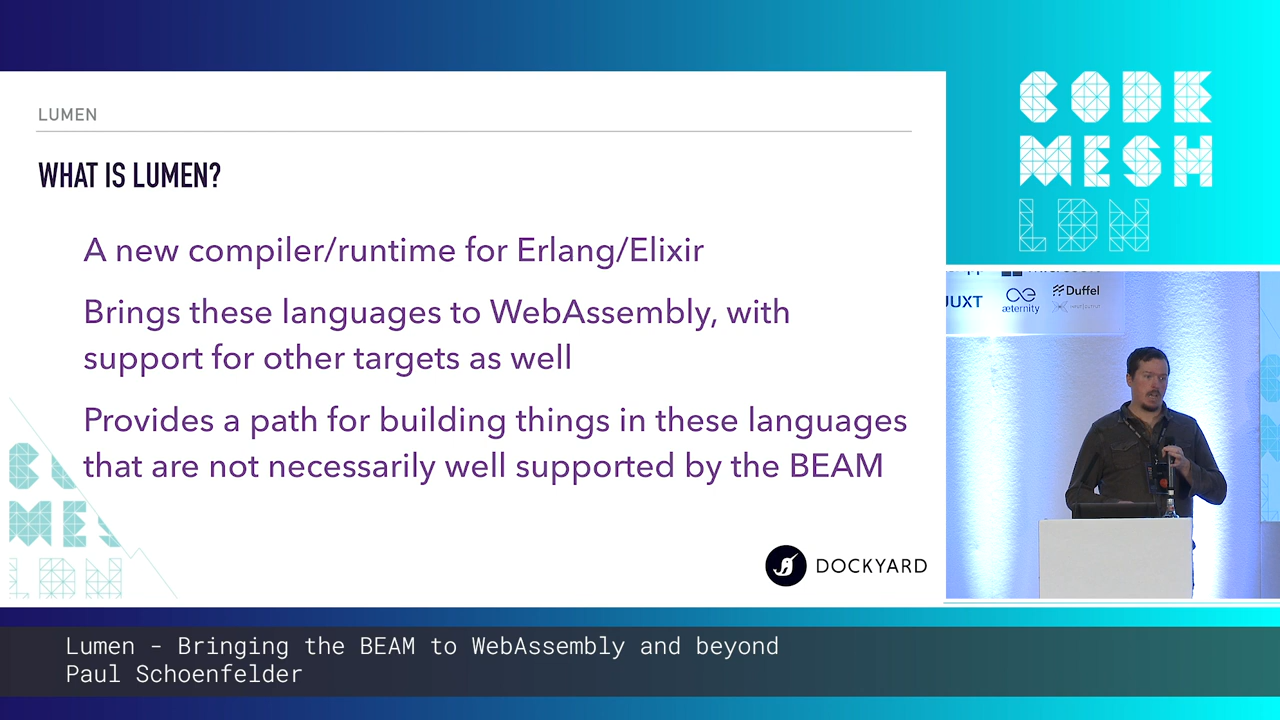 LUMEN
WHAT IS LUMEN?
A new compiler/runtime for Erlang/Elixir
Brings these languages to WebAssembly, with
support for other targets as well
Provides a path for building things in these languages
that are not necessarily well supported by the BEAM
DOCKYARD
CODE
MESH
LDN
JUXT
æternity
Duffel
Lumen - Bringing the BEAM to WebAssembly and beyond
Paul Schoenfelder